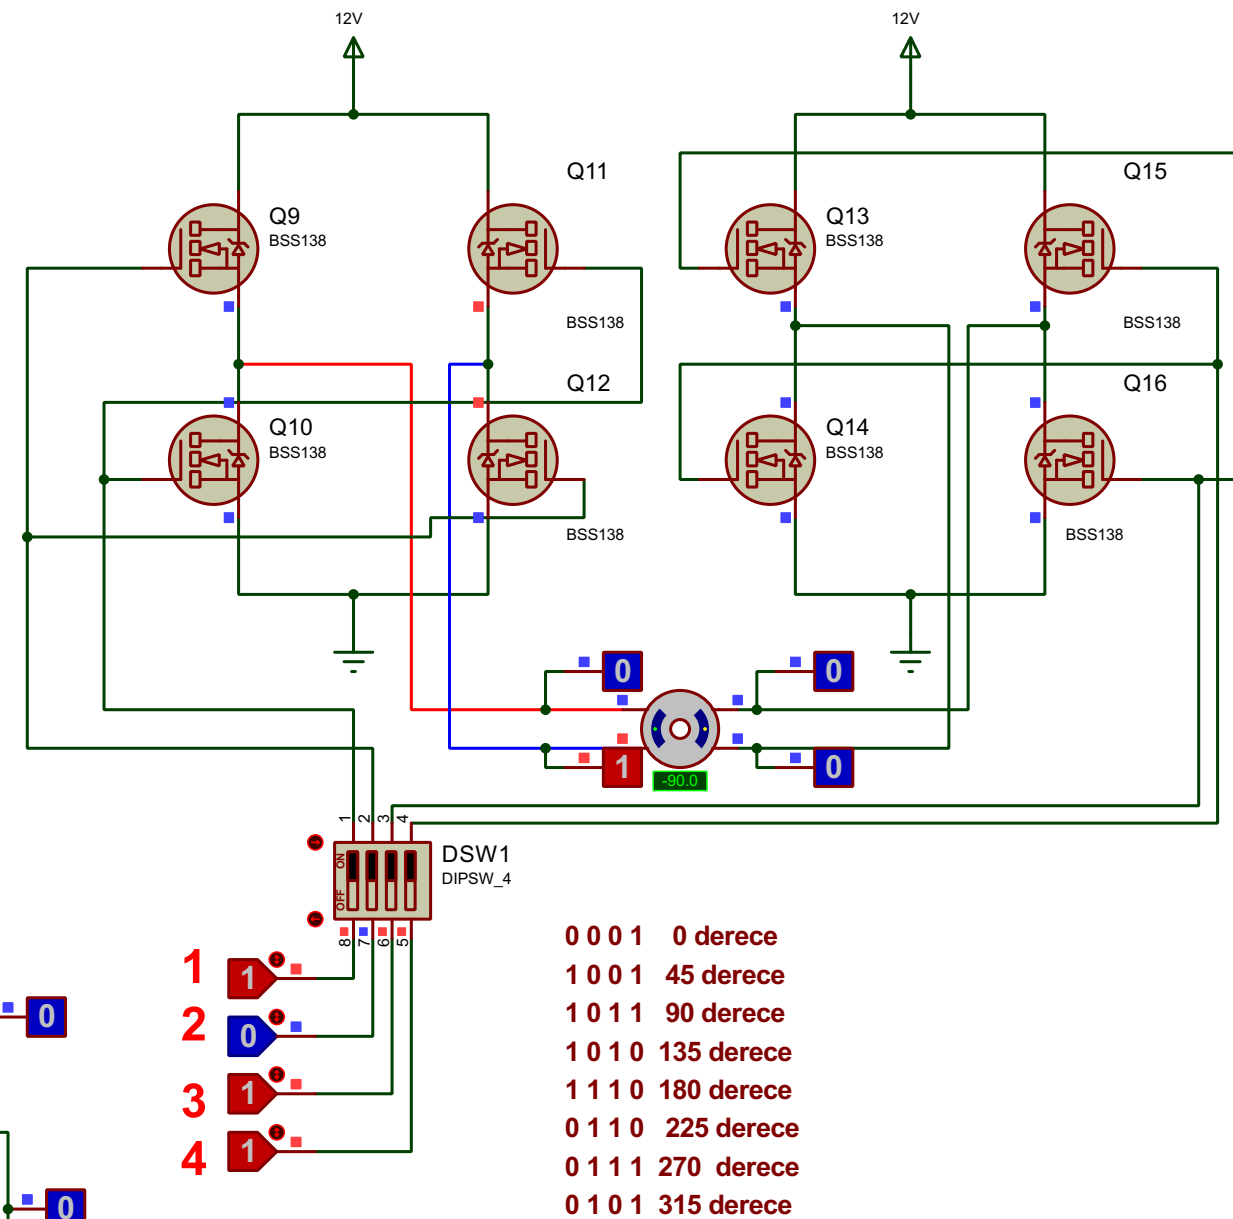 12V
12V
Q11
Q15
Q9
BSS138
Q13
BSS138
BSS138
BSS138
Q12
Q16
Q10
BSS138
Q14
BSS138
BSS138
BSS138
0
0
1
0
-90.0
1
2
3
4
ON
OFF
DSW1
DIPSW_4
8
7
6
5
1
1
2
0
3
1
4
1
0
0
0 0 0 1 0 derece
1 0 0 1 45 derece
1 0 1 1 90 derece
1 0 1 0 135 derece
1 1 1 0 180 derece
0 1 1 0 225 derece
0 1 1 1 270 derece
0 1 0 1 315 derece